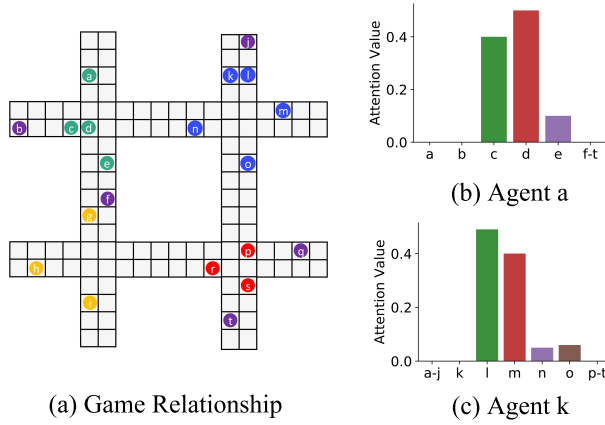 j
a
k l
m
b c d
n
e
o
f
g
p
q
h
r
s
i
t
(a) Game Relationship
Attention Value
0.4
0.2
0.0
a b c d e f-t
(b) Agent a
Attention Value
0.4
0.2
0.0
a-j k l m n o p-t
(c) Agent k